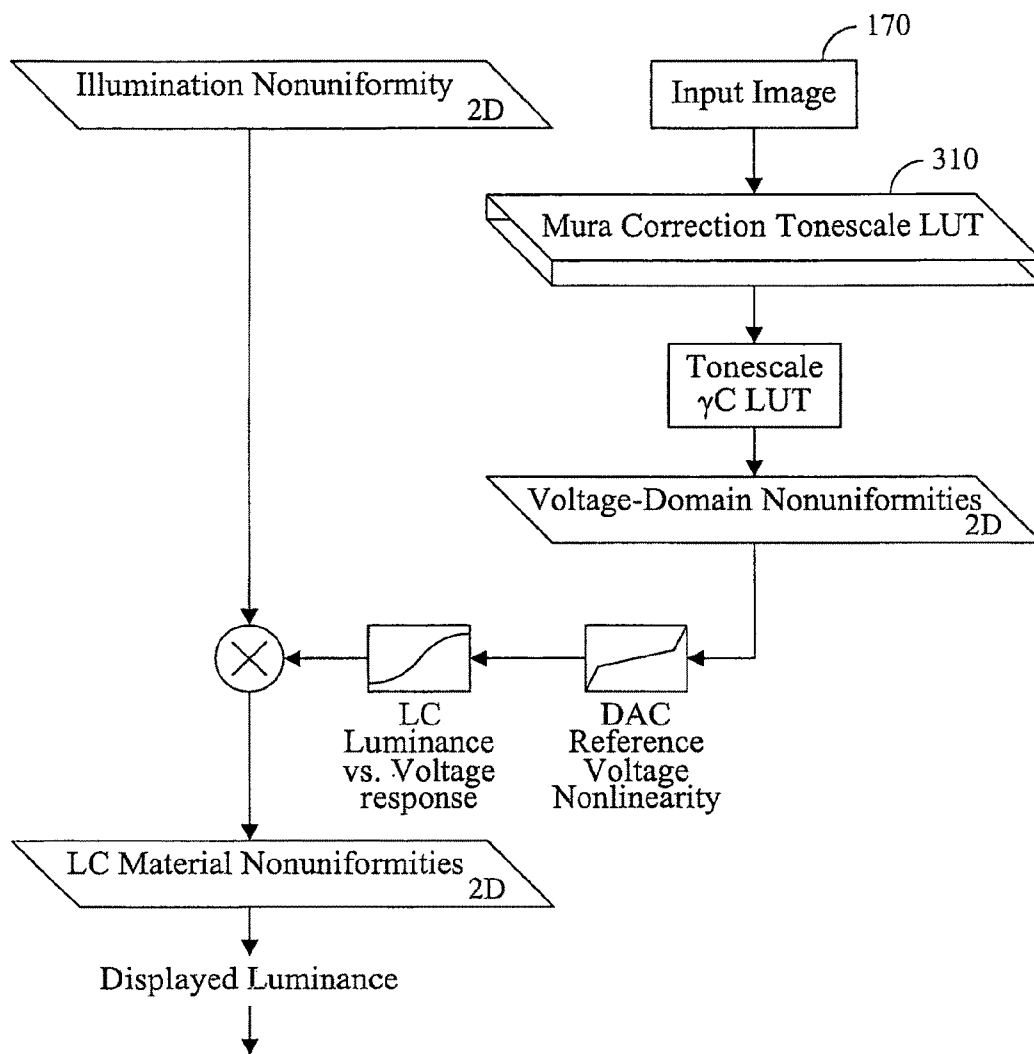 170
Illumination Nonuniformity
2D
Input Image
310
Mura Correction Tonescale LUT
Tonescale
γC LUT
Voltage-Domain Nonuniformities
2D
LC
Luminance
vs. Voltage
response
DAC
Reference
Voltage
Nonlinearity
LC Material Nonuniformities
2D
Displayed Luminance